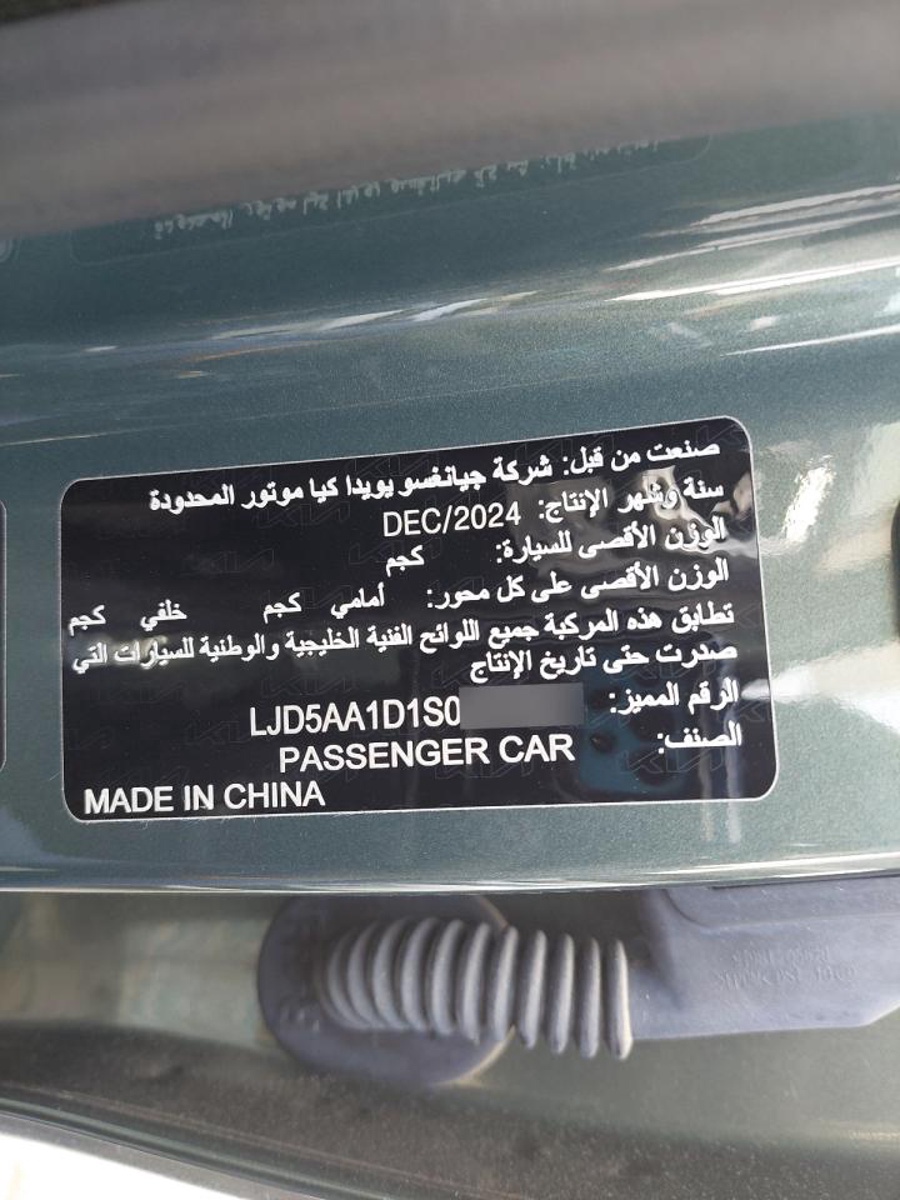 صنعت من قبل: شركة جيانغسو يويدا كيا موتور المحدودة
سنة وشهر الإنتاج: DEC/2024
الوزن الأقصى للسيارة: كجم
الوزن الأقصى على كل محور: أمامي كجم خلفي كجم
تطابق هذه المركبة جميع اللوائح الفنية الخليجية والوطنية للسيارات التي
صدرت حتى تاريخ الإنتاج
الرقم المميز: LJD5AA1D1S0
الصنف: PASSENGER CAR
MADE IN CHINA